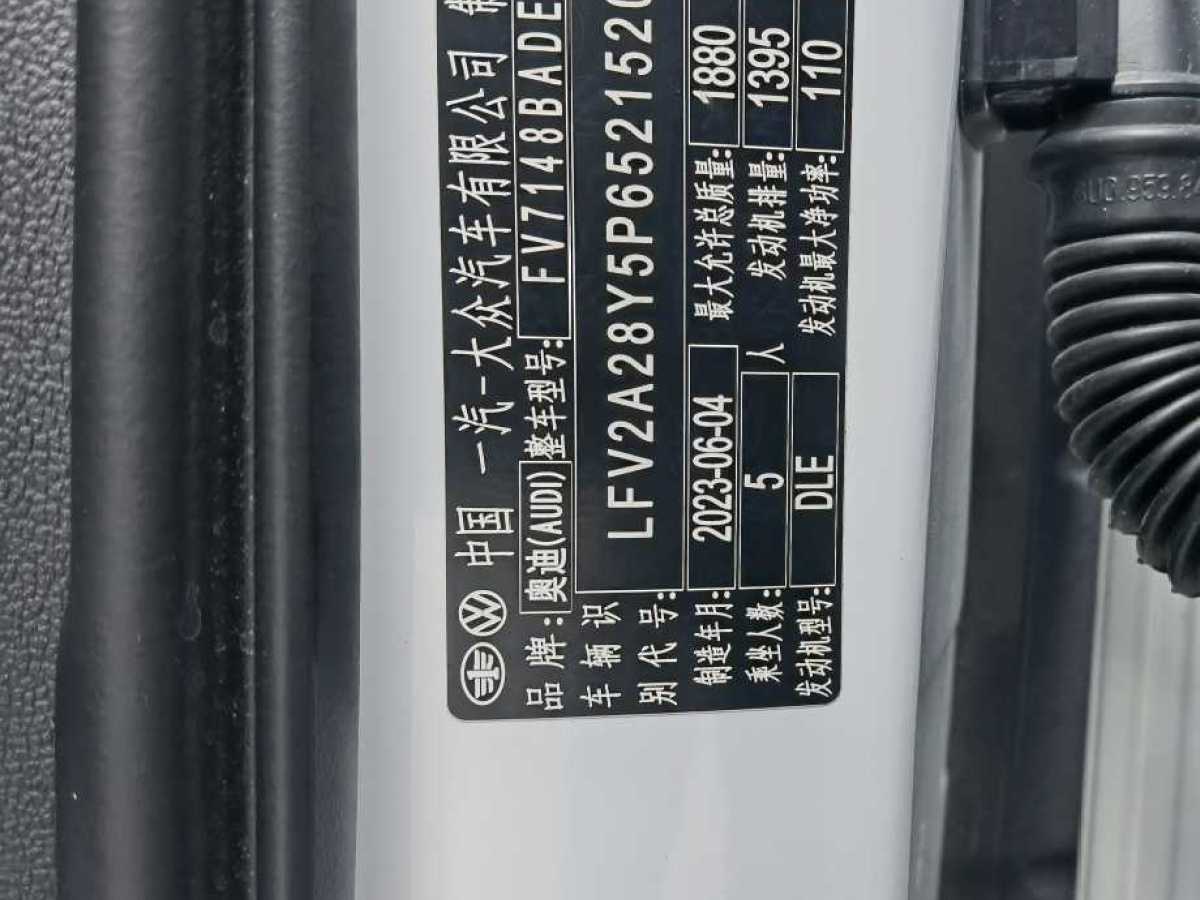 中国 一汽-大众汽车有限公司 制
品牌: 奥迪(AUDI) 整车型号: FV7148BADE
车辆识别代号: LFV2A28Y5P652152
制造年月: 2023-06-04 最大允许总质量: 1880
乘坐人数: 5 人 发动机排量: 1395
发动机型号: DLE 发动机最大净功率: 110